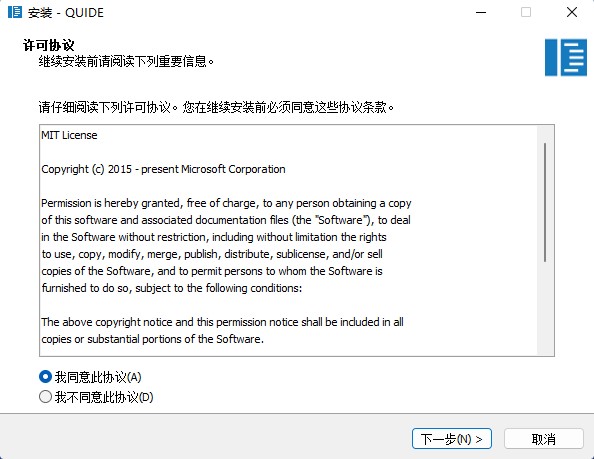 安装 - QUIDE
许可协议
继续安装前请阅读下列重要信息。
请仔细阅读下列许可协议。您在继续安装前必须同意这些协议条款。
MIT License
Copyright (c) 2015 - present Microsoft Corporation
Permission is hereby granted, free of charge, to any person obtaining a copy
of this software and associated documentation files (the "Software"), to deal
in the Software without restriction, including without limitation the rights
to use, copy, modify, merge, publish, distribute, sublicense, and/or sell
copies of the Software, and to permit persons to whom the Software is
furnished to do so, subject to the following conditions:
The above copyright notice and this permission notice shall be included in all
copies or substantial portions of the Software.
我同意此协议(A)
我不同意此协议(D)
下一步(N) >
取消